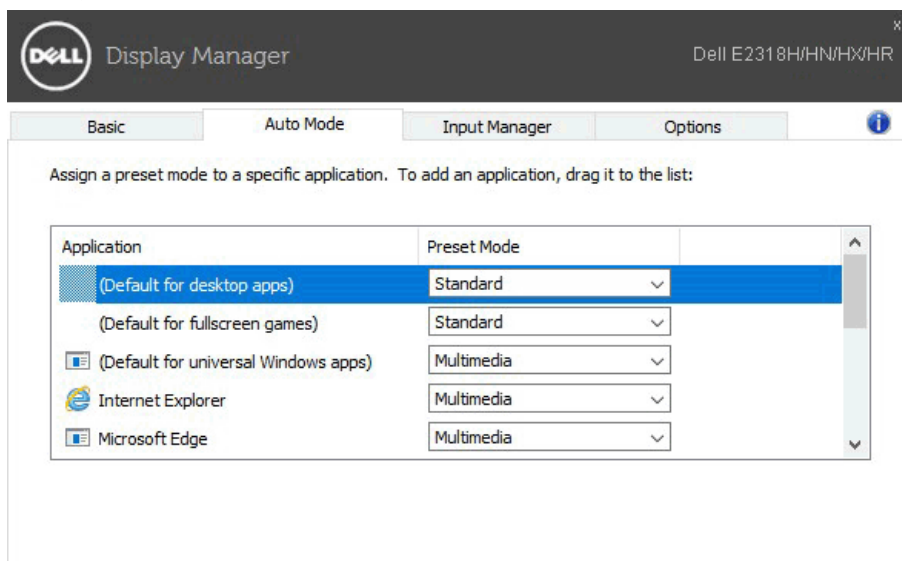 x
DELL Display Manager Dell E2318H/HN/HX/HR
Basic Auto Mode Input Manager Options i
Assign a preset mode to a specific application. To add an application, drag it to the list:
Application Preset Mode
(Default for desktop apps) Standard
(Default for fullscreen games) Standard
(Default for universal Windows apps) Multimedia
Internet Explorer Multimedia
Microsoft Edge Multimedia